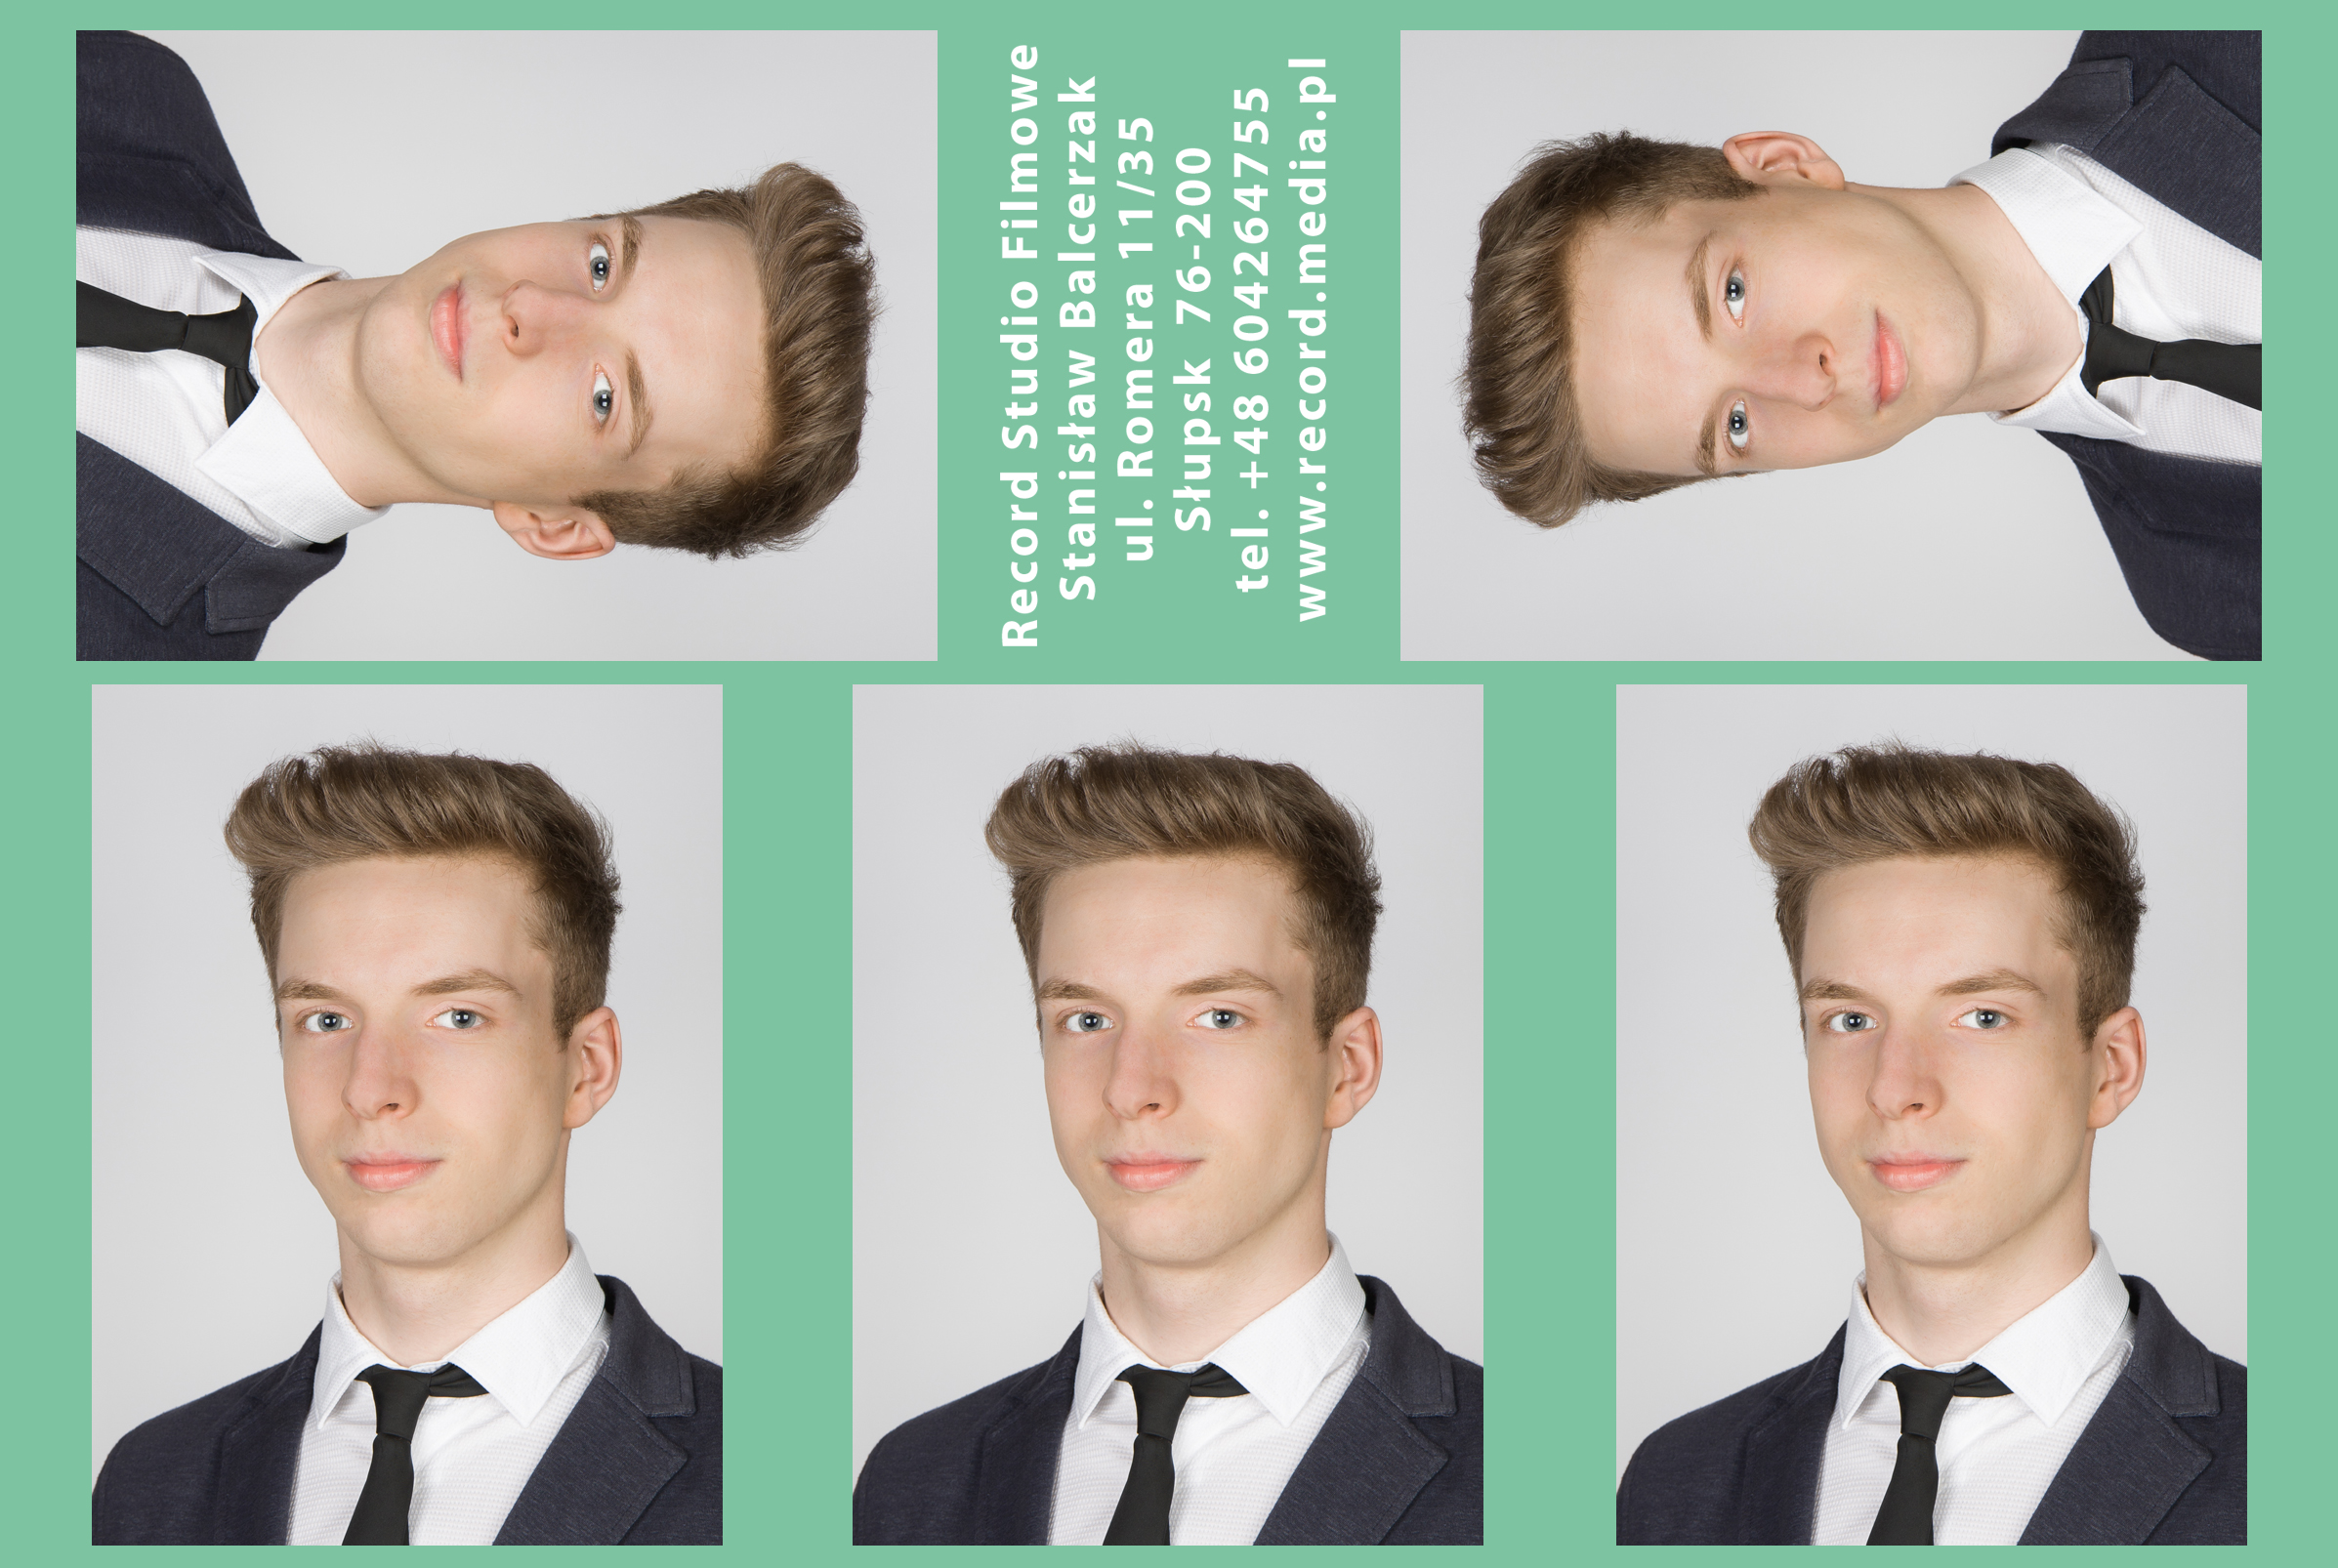 Record Studio Filmowe
Stanisław Balcerzak
ul. Romera 11/35
Słupsk 76-200
tel. +48 604264755
www.record.media.pl